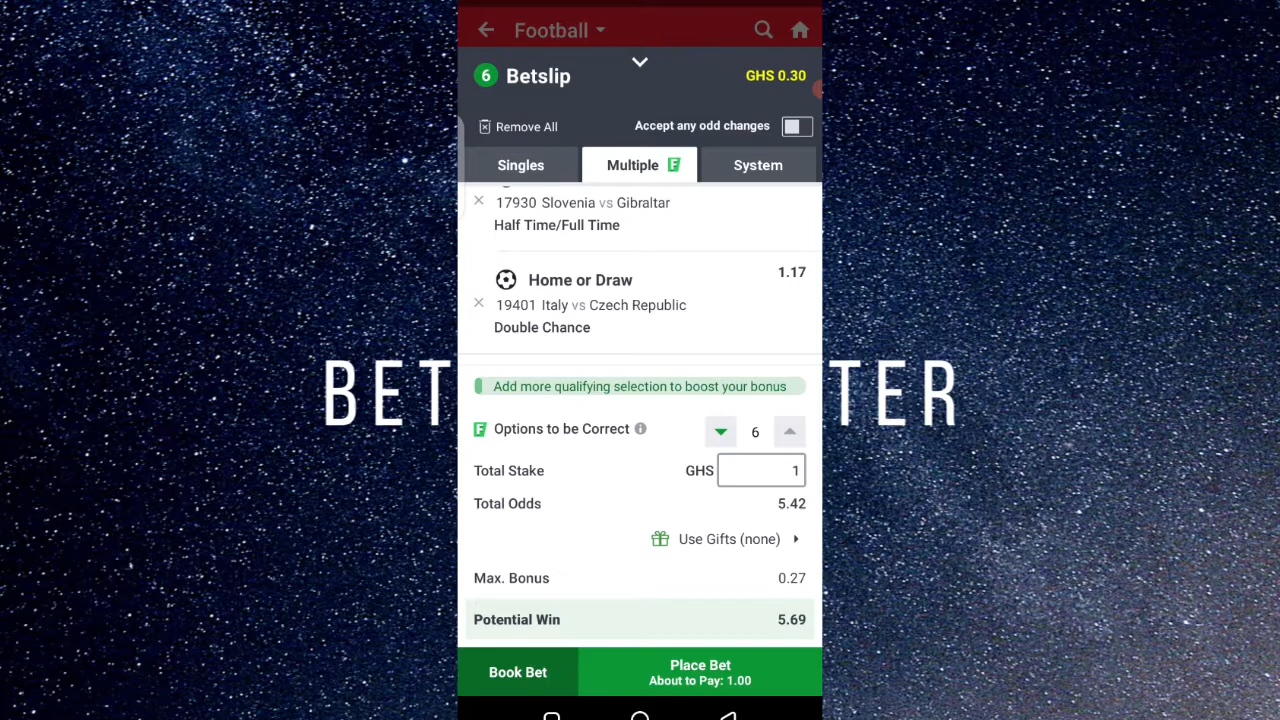 Football
6 Betslip GHS 0.30
Remove All Accept any odd changes
Singles Multiple F System
17930 Slovenia vs Gibraltar
Half Time/Full Time
Home or Draw 1.17
19401 Italy vs Czech Republic
Double Chance
BET TER
Add more qualifying selection to boost your bonus
F Options to be Correct 6
Total Stake GHS 1
Total Odds 5.42
Use Gifts (none)
Max. Bonus 0.27
Potential Win 5.69
Book Bet Place Bet
About to Pay: 1.00